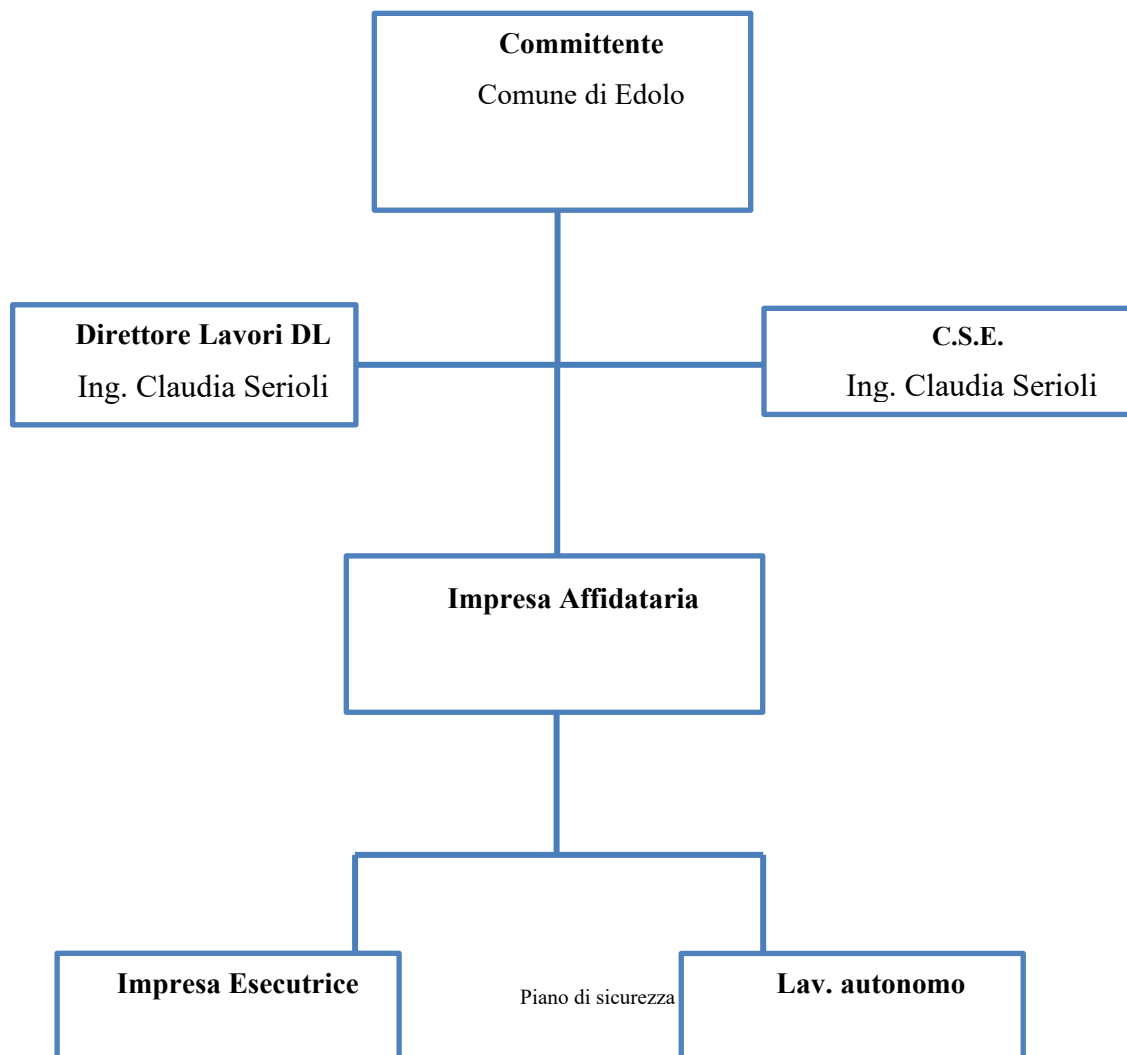 Committente
Comune di Edolo
Direttore Lavori DL
Ing. Claudia Serioli
C.S.E.
Ing. Claudia Serioli
Impresa Affidataria
Impresa Esecutrice
Piano di sicurezza
Lav. autonomo